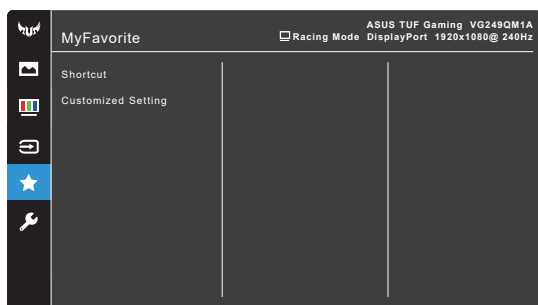 ASUS TUF Gaming VG249QM1A
MyFavorite
Racing Mode DisplayPort 1920x1080@ 240Hz
Shortcut
Customized Setting